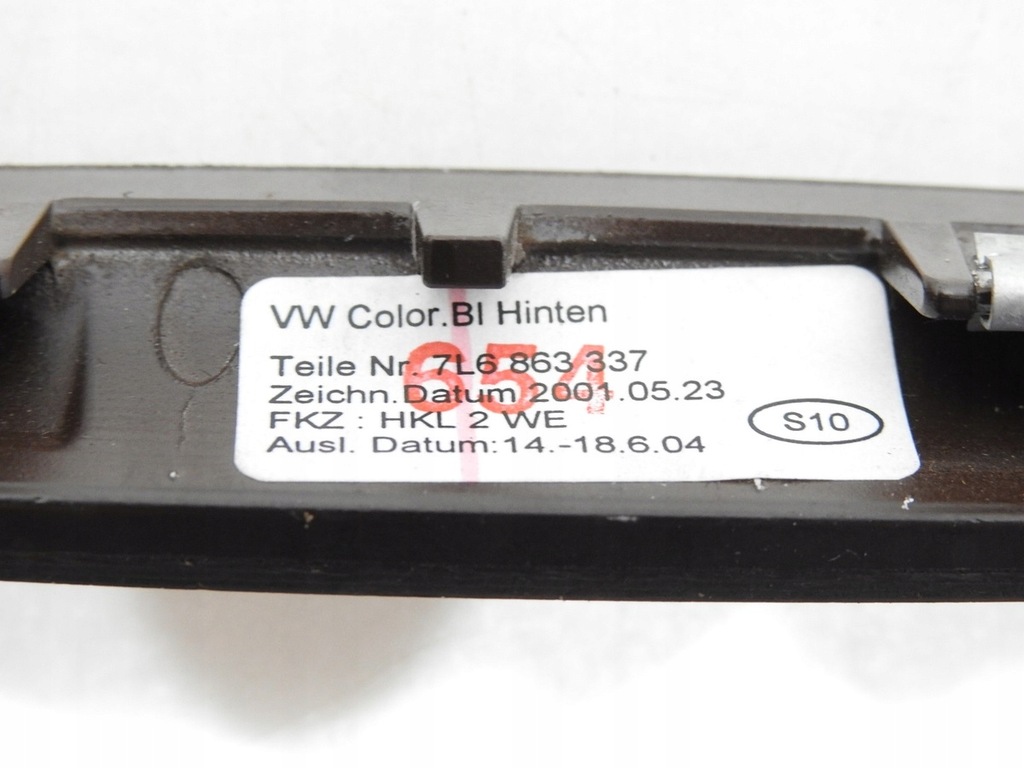 VW Color.Bl Hinten
Teile Nr. 7L6 863 337
654
Zeichn.Datum 2001.05.23
FKZ : HKL 2 WE
S10
Ausl. Datum:14.-18.6.04